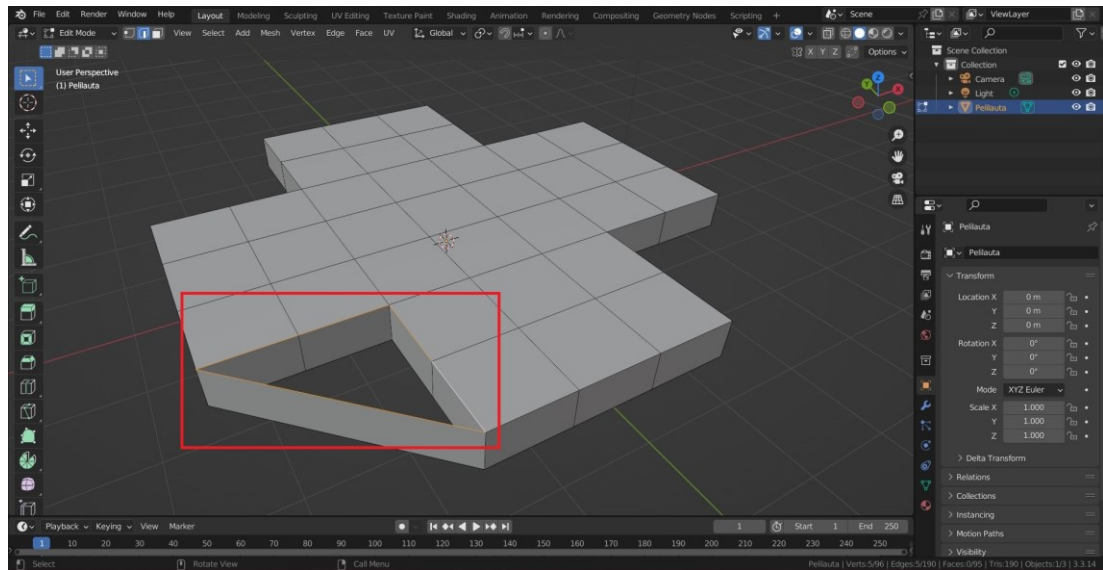 File Edit Render Window Help Layout Modeling Sculpting UV Editing Texture Paint Shading Animation Rendering Compositing Geometry Nodes Scripting + Scene ViewLayer
Edit Mode View Select Add Mesh Vertex Edge Face UV Global
X Y Z Options
User Perspective
(1) Pelilauta
Z
Y
X
Scene Collection
Collection
Camera
Light
Pelilauta
Pelilauta
Pelilauta
Transform
Location X 0 m
Y 0 m
Z 0 m
Rotation X 0°
Y 0°
Z 0°
Mode XYZ Euler
Scale X 1.000
Y 1.000
Z 1.000
Delta Transform
Relations
Collections
Instancing
Motion Paths
Visibility
Playback Keying View Marker 1 Start 1 End 250
1 10 20 30 40 50 60 70 80 90 100 110 120 130 140 150 160 170 180 190 200 210 220 230 240 250
Select Rotate View Call Menu Pelilauta | Verts:5/96 | Edges:5/190 | Faces:0/95 | Tris:190 | Objects:1/3 | 3.3.14